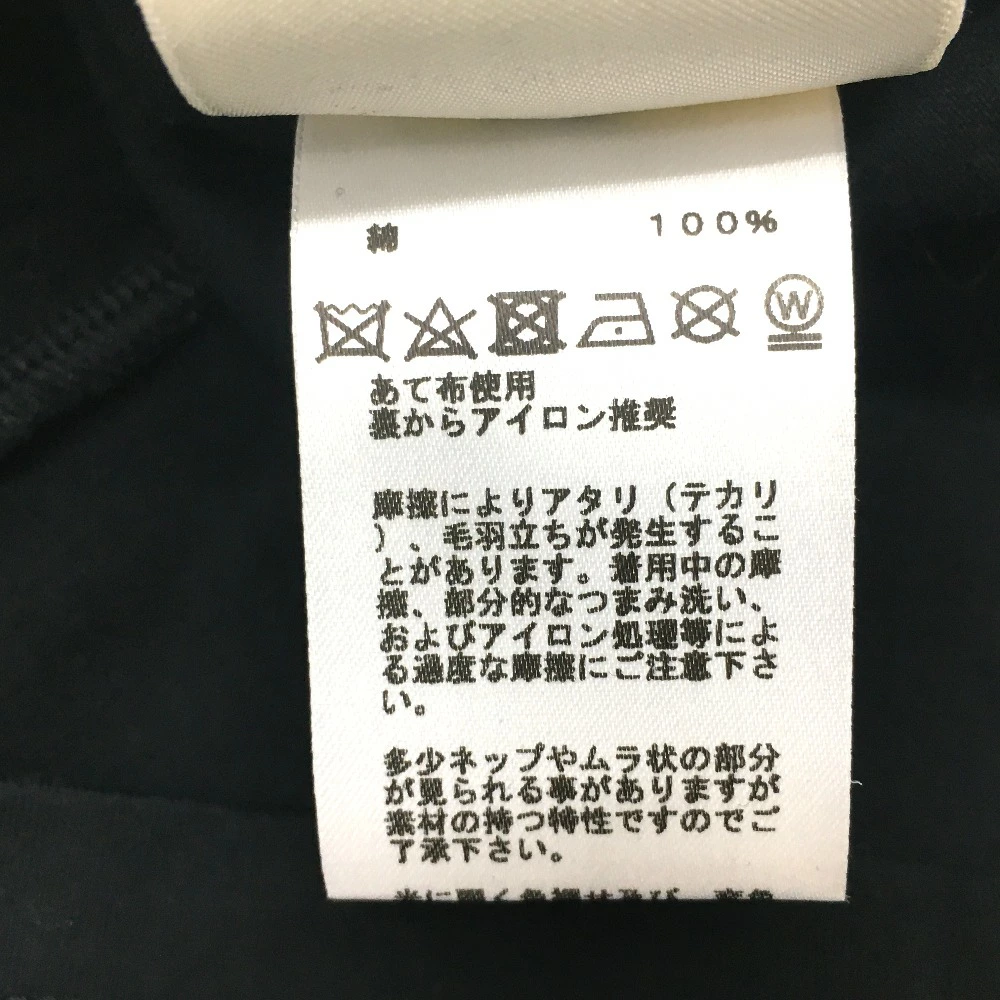 綿 100%
W
あて布使用
裏からアイロン推奨
摩擦によりアタリ（テカリ
）、毛羽立ちが発生するこ
とがあります。着用中の摩
擦、部分的なつまみ洗い、
およびアイロン処理等によ
る過度な摩擦にご注意下さ
い。
多少ネップやムラ状の部分
が見られる事がありますが
素材の持つ特性ですのでご
了承下さい。